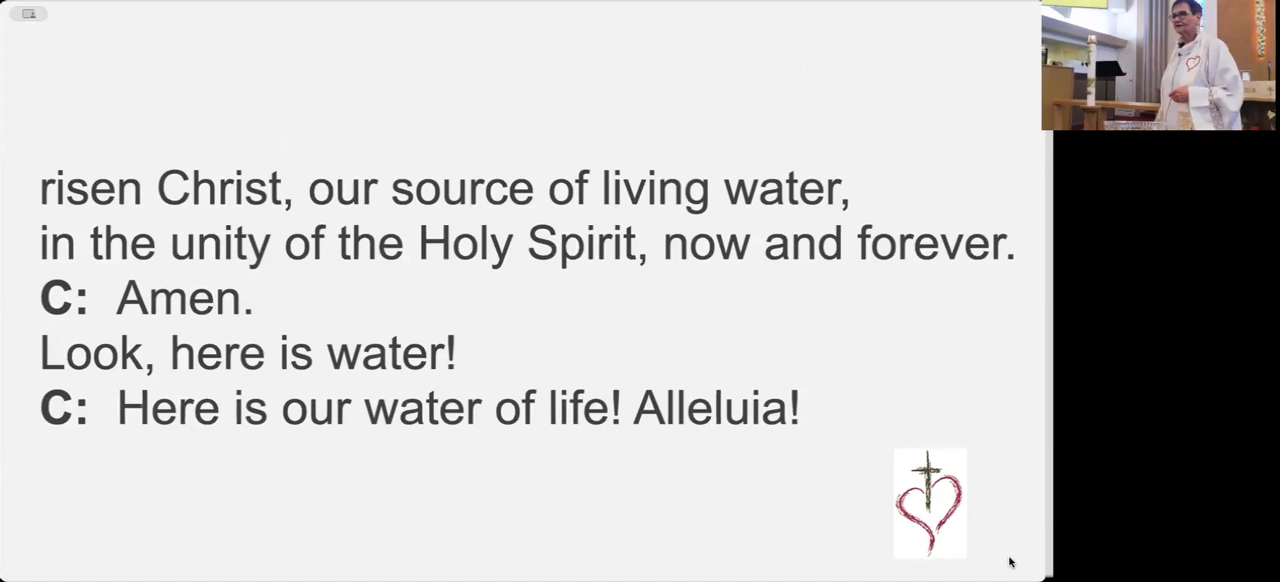 risen Christ, our source of living water,
in the unity of the Holy Spirit, now and forever.
C: Amen.
Look, here is water!
C: Here is our water of life! Alleluia!